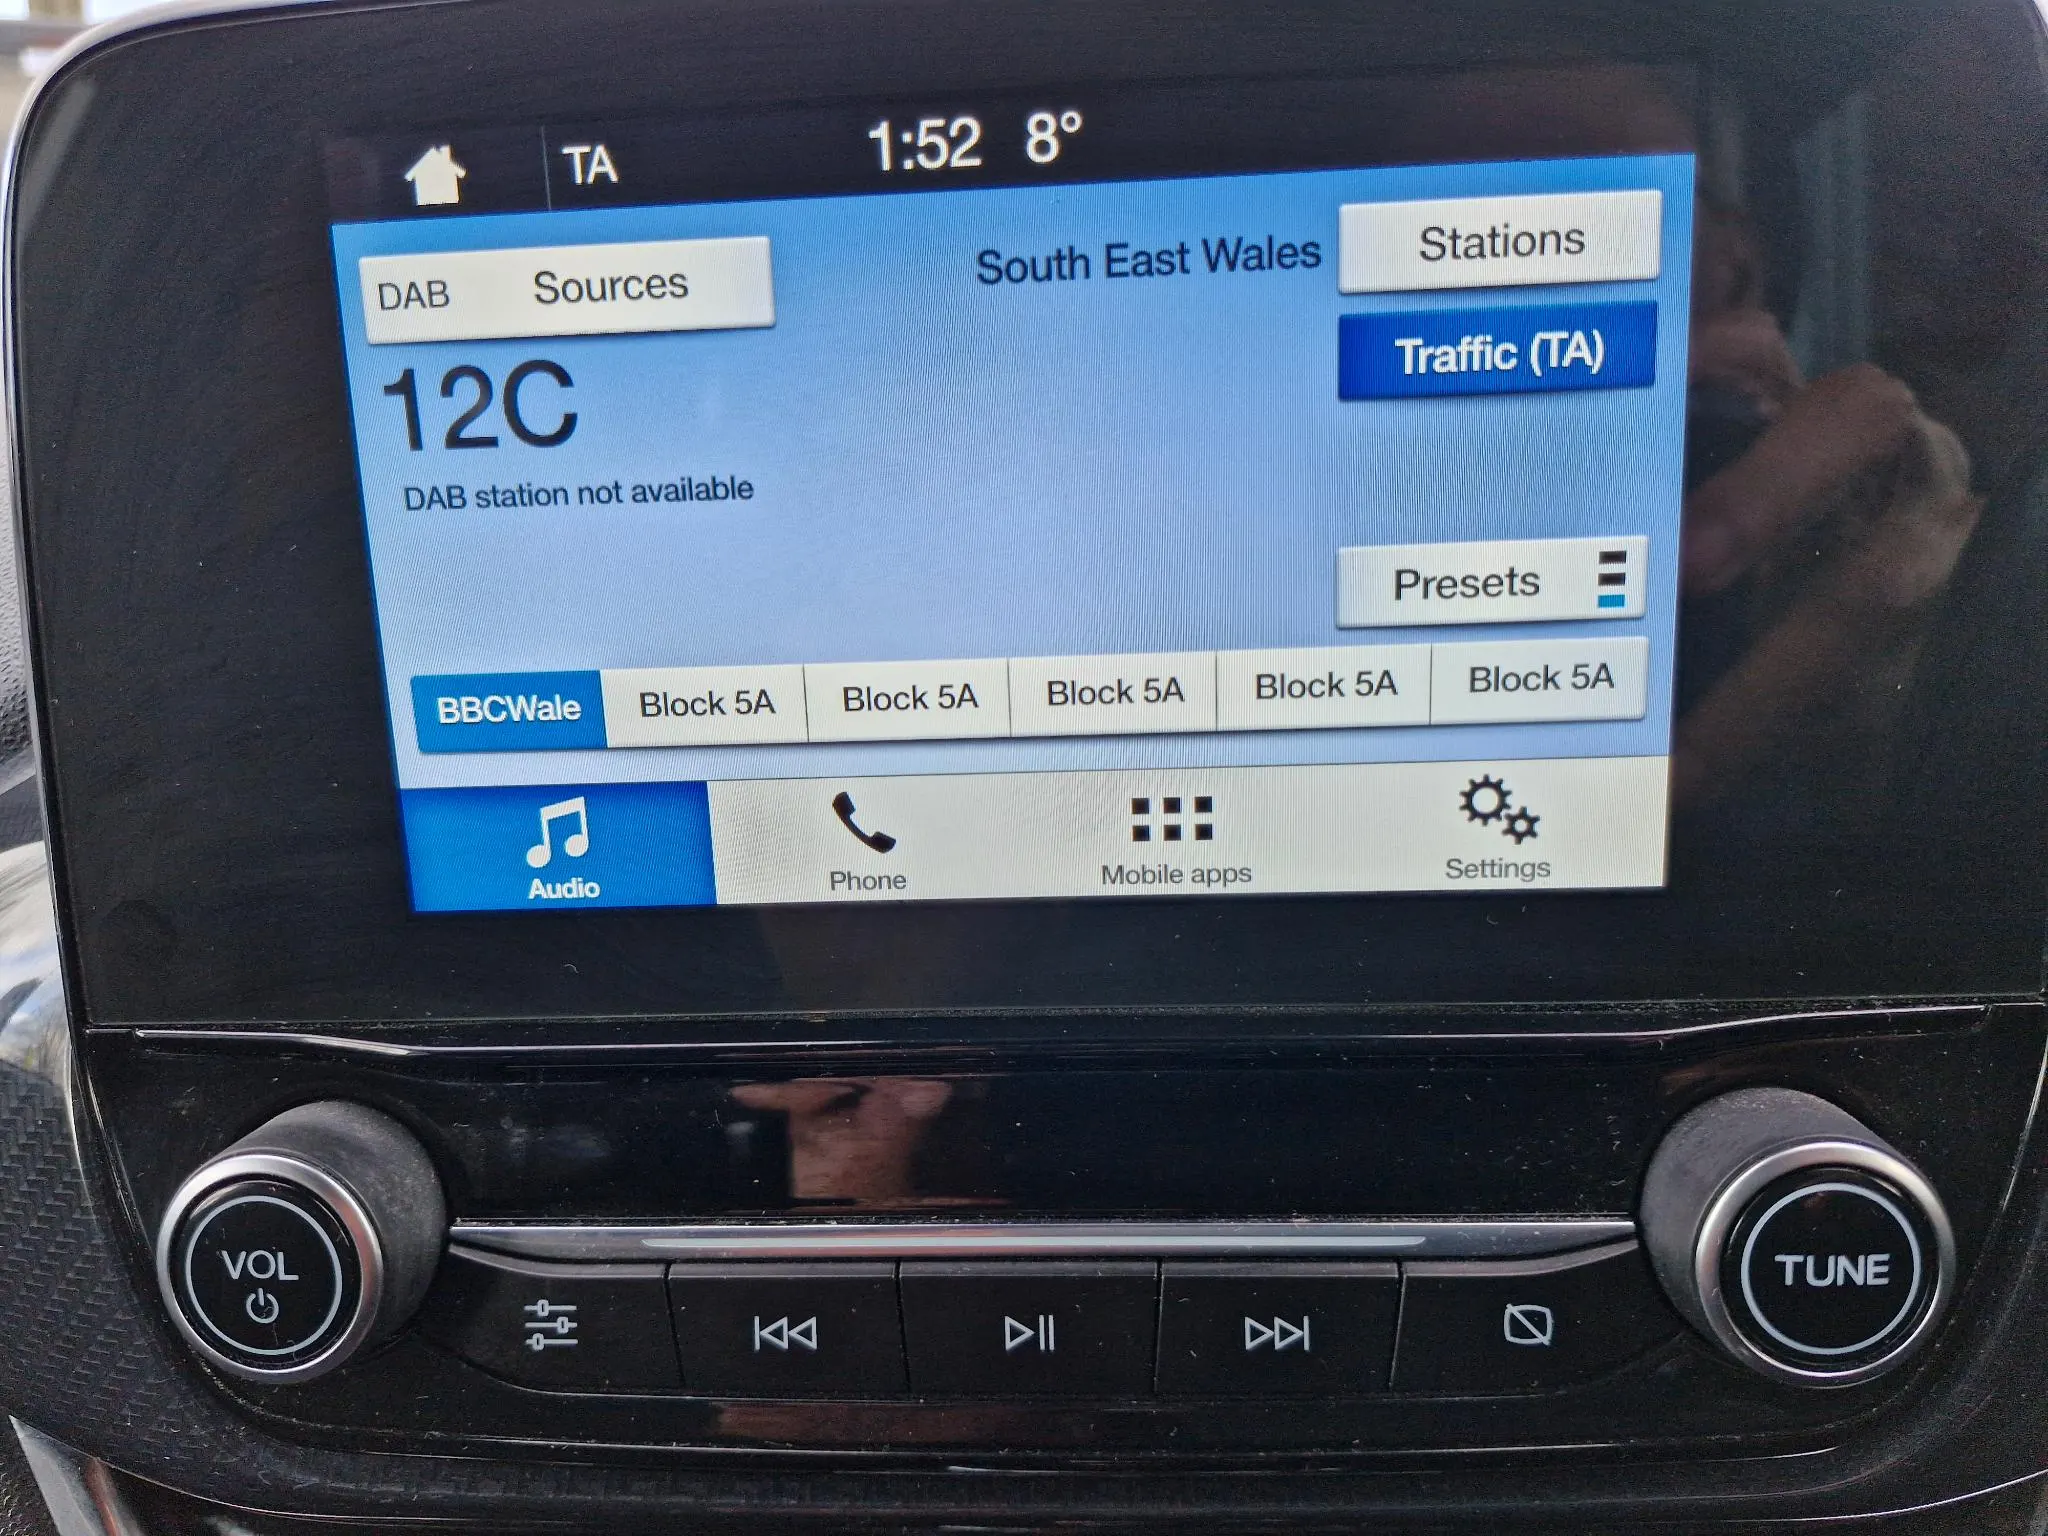 TA 1:52 8°
DAB Sources South East Wales Stations
Traffic (TA)
12C
DAB station not available
Presets
BBCWale Block 5A Block 5A Block 5A Block 5A Block 5A
Audio Phone Mobile apps Settings
VOL TUNE